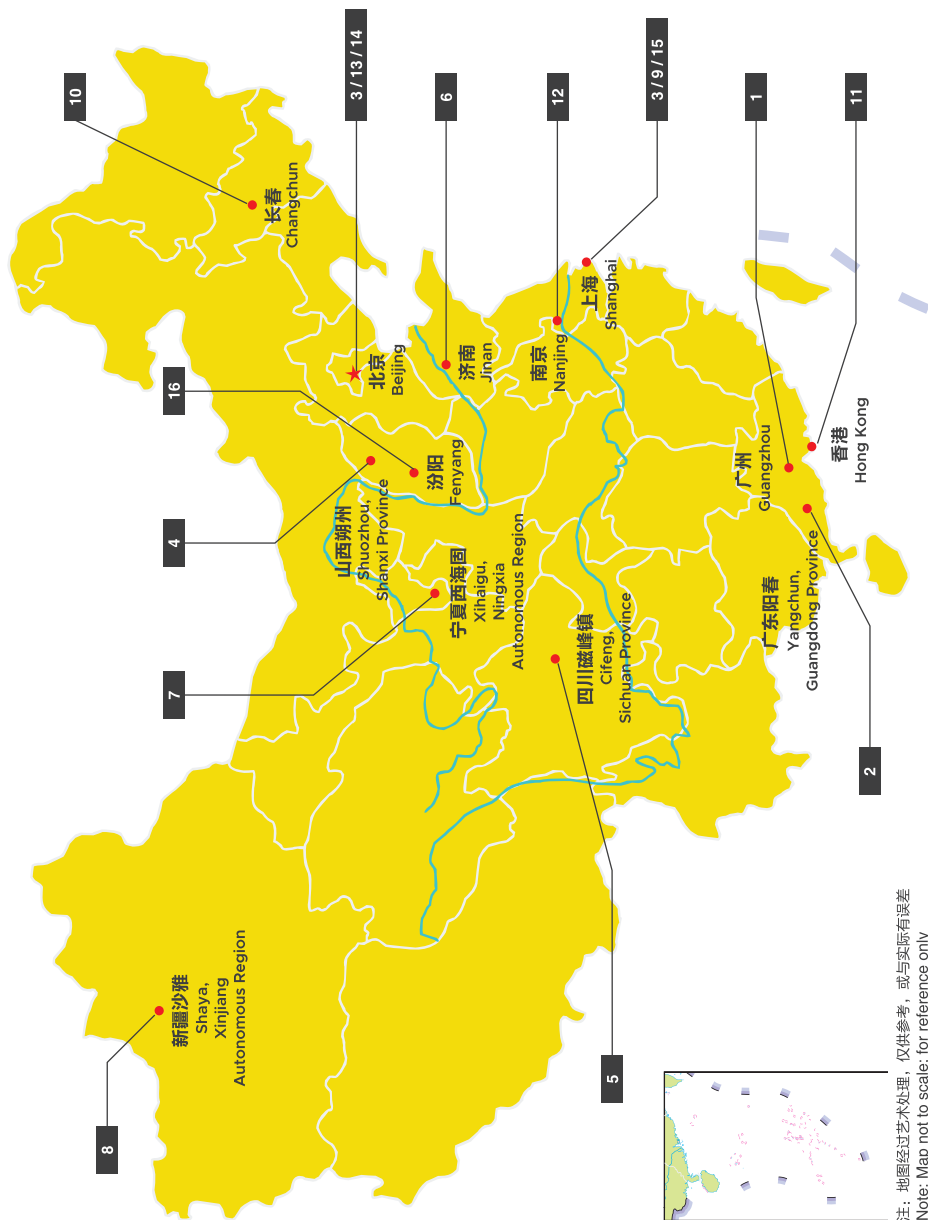 10
3 / 13 / 14
6
12
3 / 9 / 15
1
11
长春
Changchun
上海
Shanghai
16
北京
Beijing
济南
Jinan
南京
Nanjing
4
汾阳
Fenyang
广州
Guangzhou
香港
Hong Kong
山西朔州
Shuozhou,
Shanxi Province
7
宁夏西海固
Xihaigu,
Ningxia
Autonomous Region
四川磁峰镇
Cifeng,
Sichuan Province
广东阳春
Yangchun,
Guangdong Province
2
8
新疆沙雅
Shaya,
Xinjiang
Autonomous Region
5
注：地图经过艺术处理，仅供参考，或与实际有误差
Note: Map not to scale; for reference only